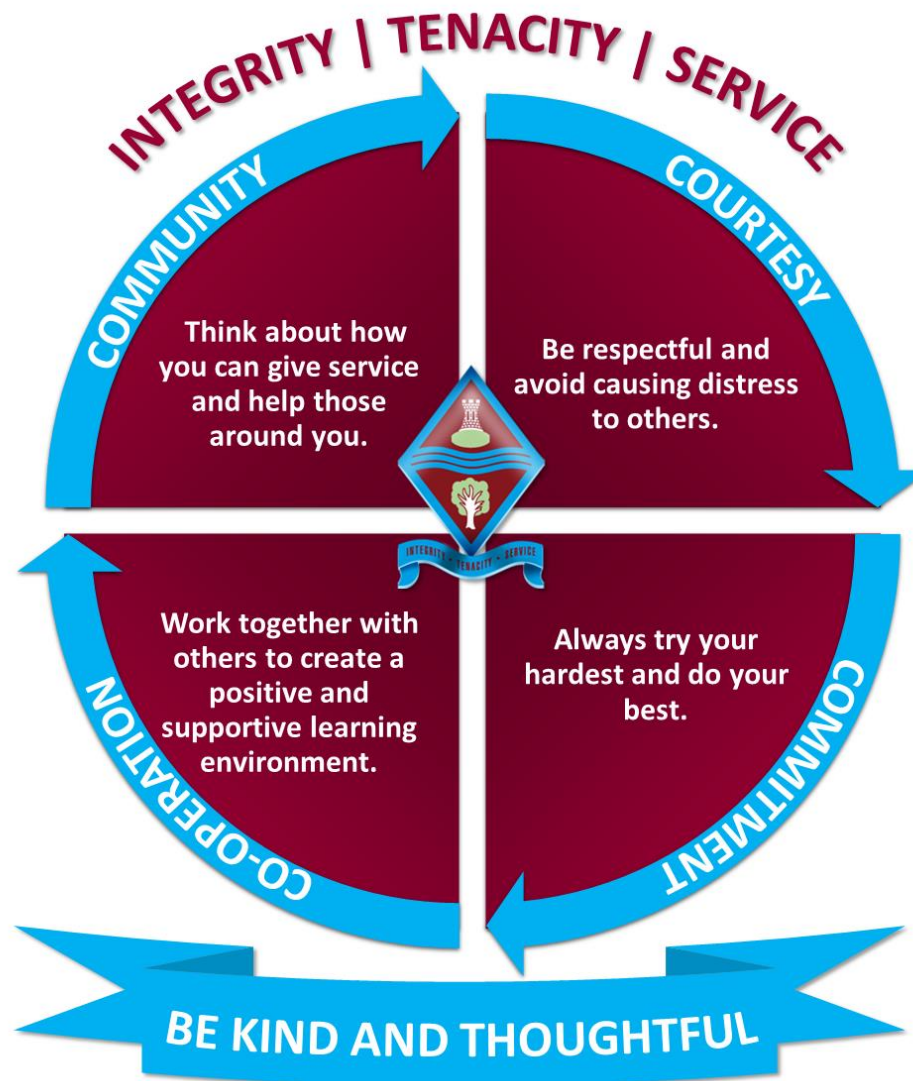 INTEGRITY | TENACITY | SERVICE
COMMUNITY
Think about how
you can give service
and help those
around you.
COURTESY
Be respectful and
avoid causing distress
to others.
INTEGRITY • TENACITY • SERVICE
CO-OPERATION
Work together with
others to create a
positive and
supportive learning
environment.
COMMITMENT
Always try your
hardest and do your
best.
BE KIND AND THOUGHTFUL